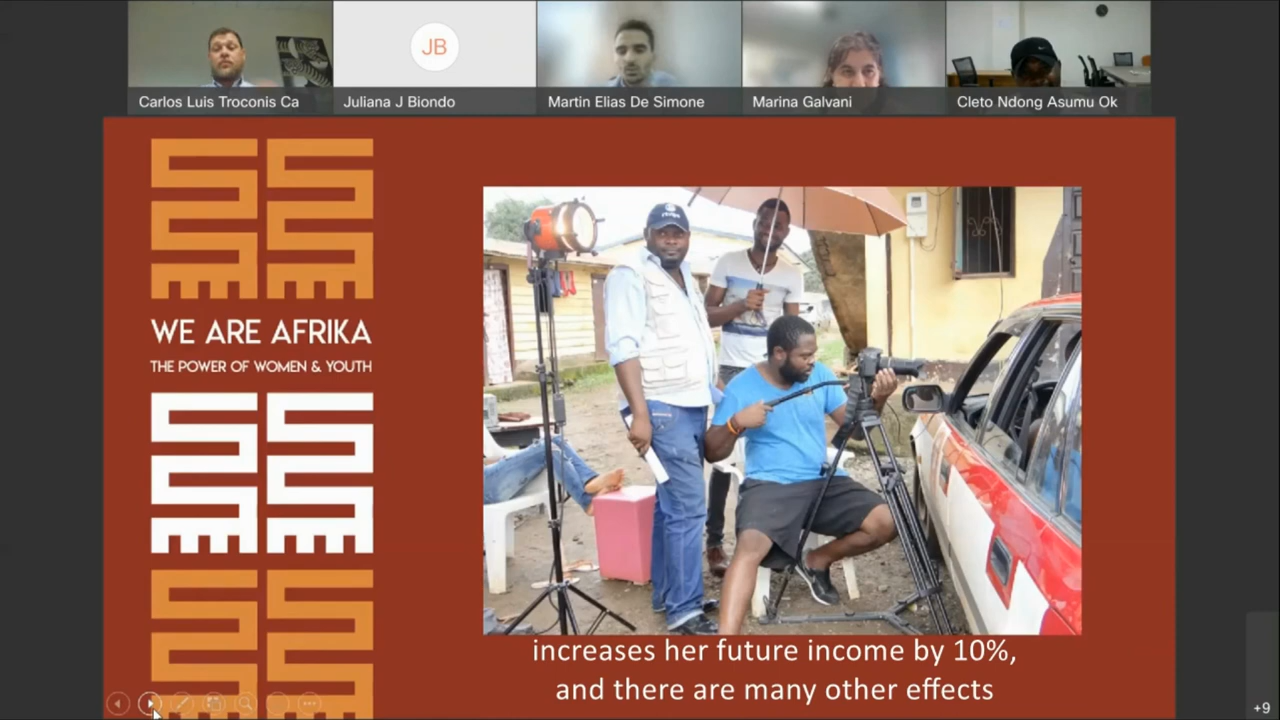 JB
Carlos Luis Troconis Ca
Juliana J Biondo
Martin Elias De Simone
Marina Galvani
Cleto Ndong Asumu Ok
WE ARE AFRIKA
THE POWER OF WOMEN & YOUTH
increases her future income by 10%,
and there are many other effects
+9